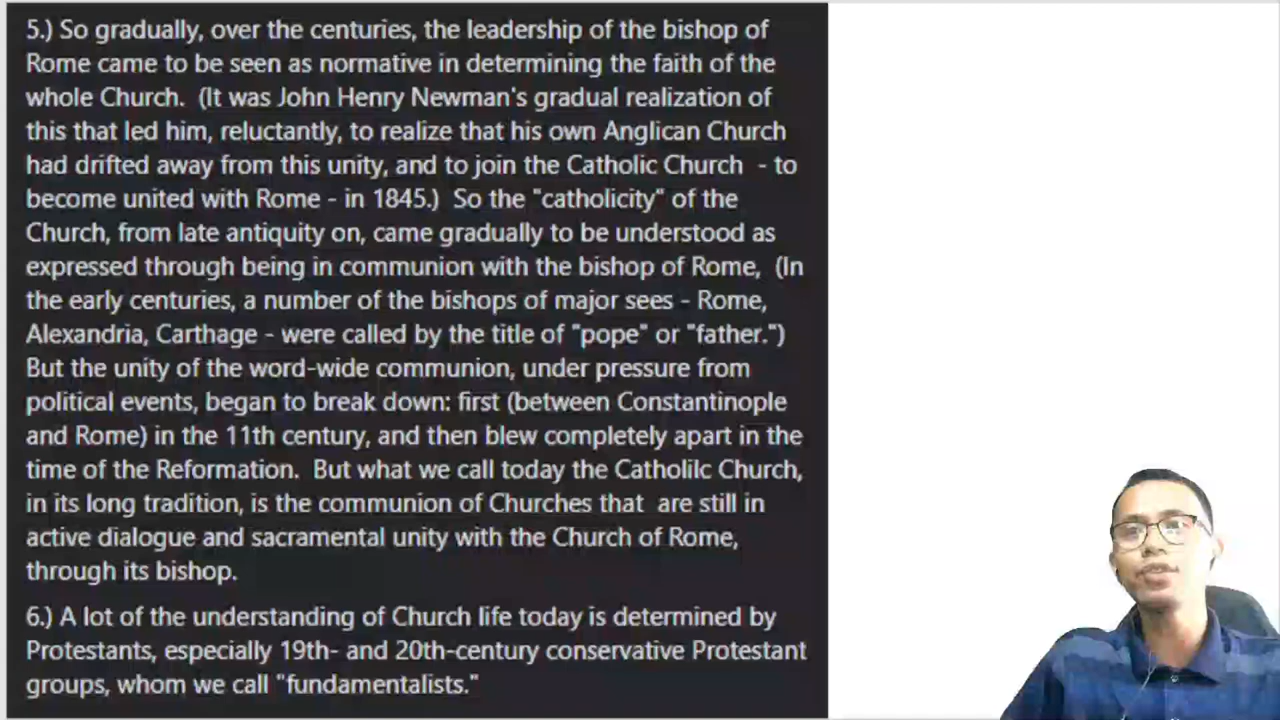 5.) So gradually, over the centuries, the leadership of the bishop of
Rome came to be seen as normative in determining the faith of the
whole Church.  (It was John Henry Newman's gradual realization of
this that led him, reluctantly, to realize that his own Anglican Church
had drifted away from this unity, and to join the Catholic Church  - to
become united with Rome - in 1845.)  So the "catholicity" of the
Church, from late antiquity on, came gradually to be understood as
expressed through being in communion with the bishop of Rome,  (In
the early centuries, a number of the bishops of major sees - Rome,
Alexandria, Carthage - were called by the title of "pope" or "father.")
But the unity of the word-wide communion, under pressure from
political events, began to break down: first (between Constantinople
and Rome) in the 11th century, and then blew completely apart in the
time of the Reformation.  But what we call today the Catholilc Church,
in its long tradition, is the communion of Churches that  are still in
active dialogue and sacramental unity with the Church of Rome,
through its bishop.
6.) A lot of the understanding of Church life today is determined by
Protestants, especially 19th- and 20th-century conservative Protestant
groups, whom we call "fundamentalists."